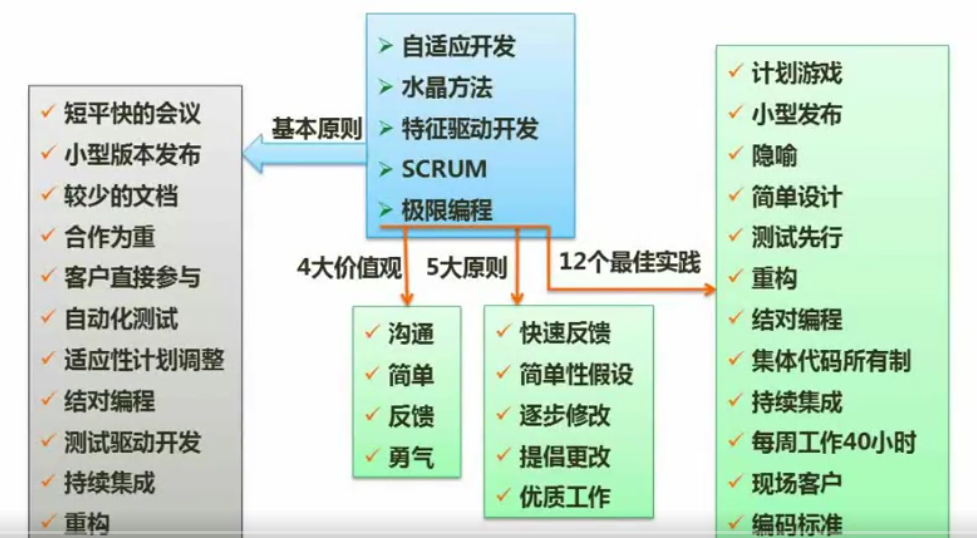 自适应开发
水晶方法
特征驱动开发
SCRUM
极限编程
基本原则
短平快的会议
小型版本发布
较少的文档
合作为重
客户直接参与
自动化测试
适应性计划调整
结对编程
测试驱动开发
持续集成
重构
4大价值观
沟通
简单
反馈
勇气
5大原则
快速反馈
简单性假设
逐步修改
提倡更改
优质工作
12个最佳实践
计划游戏
小型发布
隐喻
简单设计
测试先行
重构
结对编程
集体代码所有制
持续集成
每周工作40小时
现场客户
编码标准